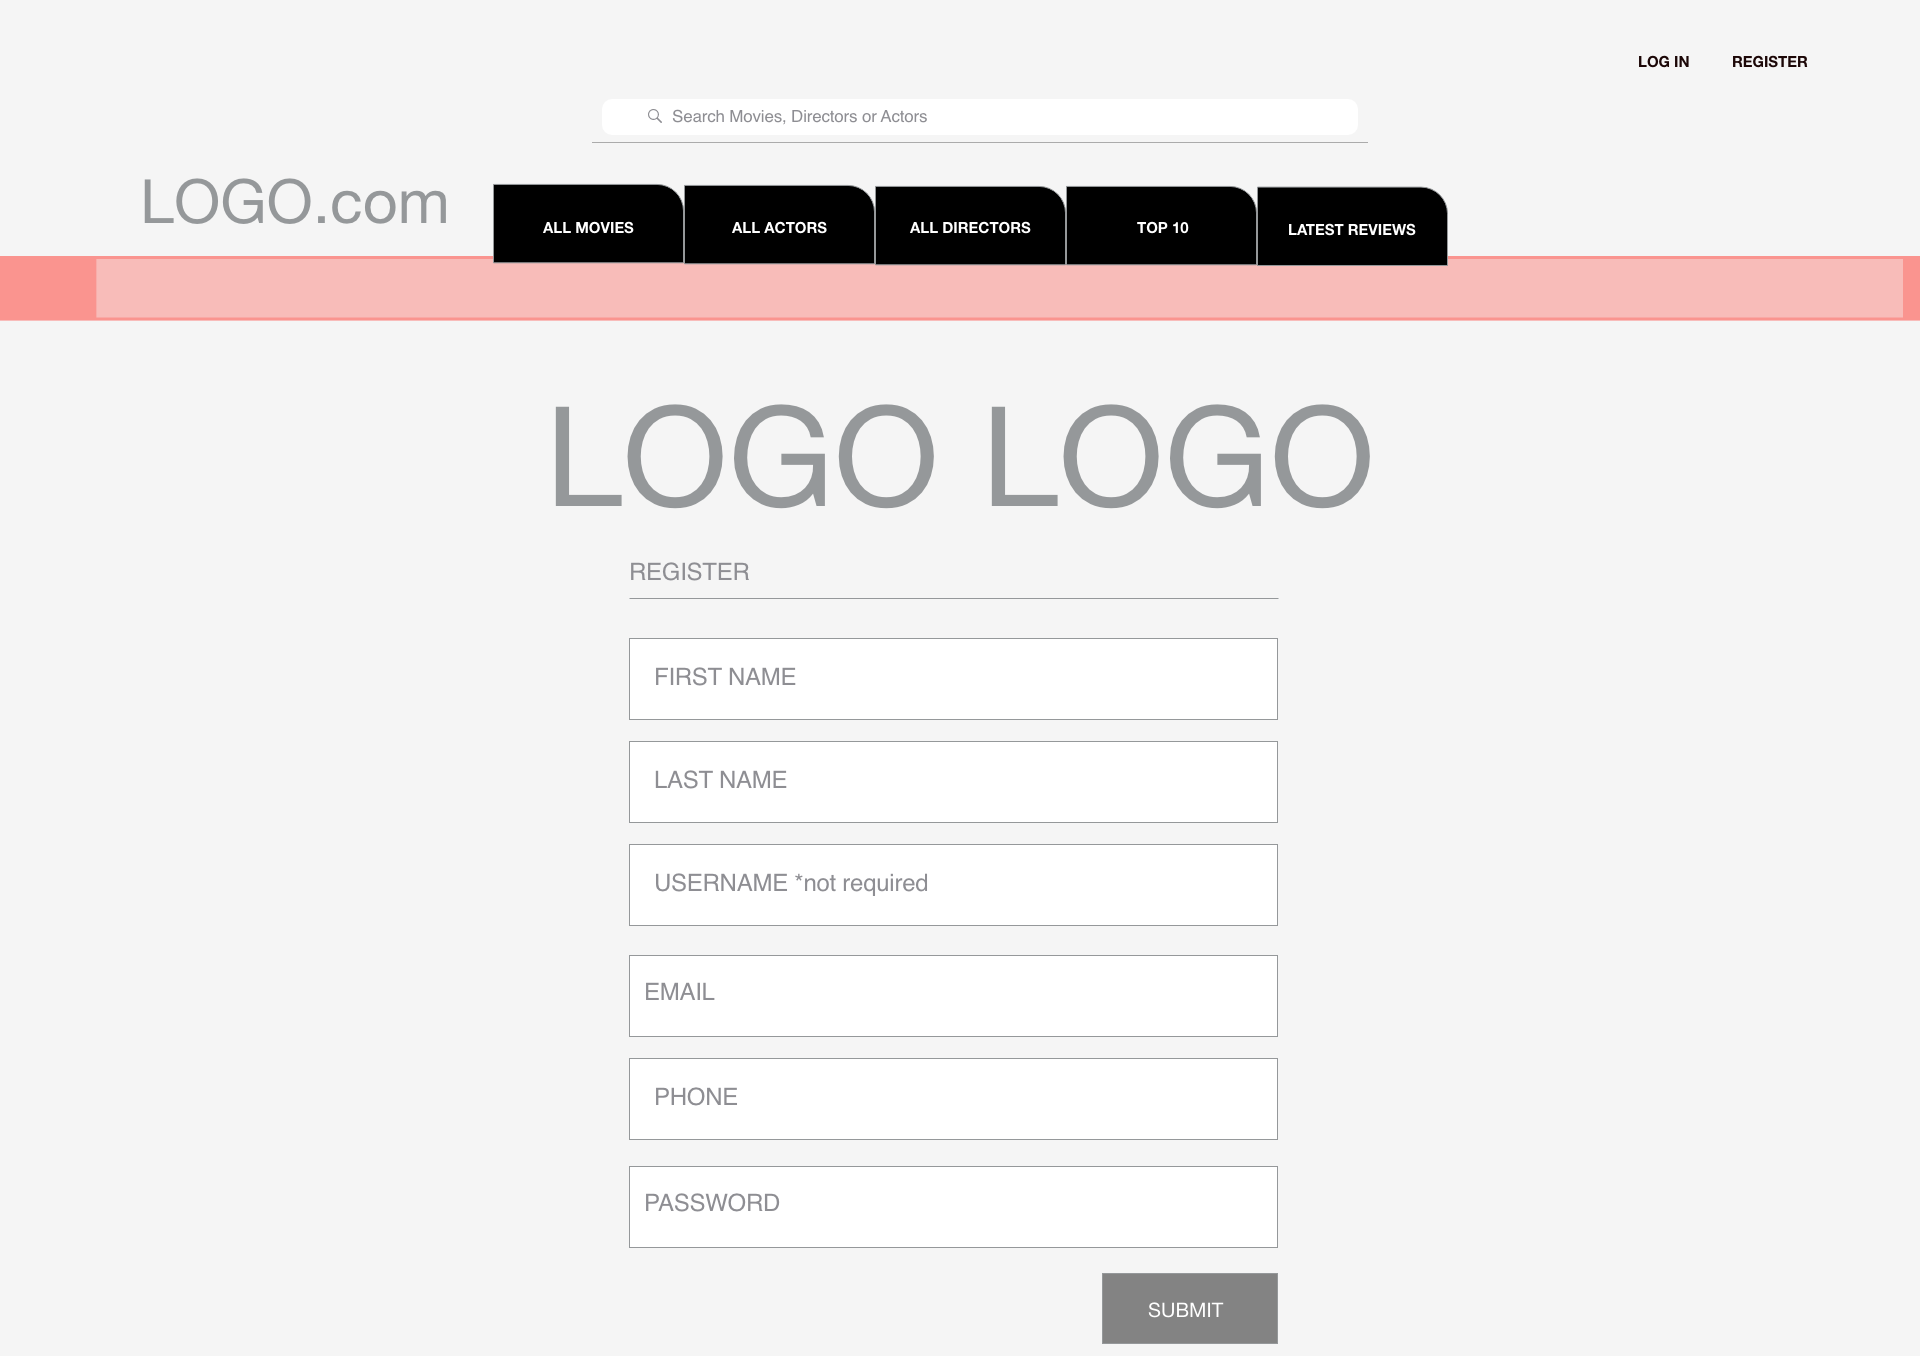 LOG IN REGISTER
Search Movies, Directors or Actors
LOGO.com
ALL MOVIES ALL ACTORS ALL DIRECTORS TOP 10 LATEST REVIEWS
LOGO LOGO
REGISTER
FIRST NAME
LAST NAME
USERNAME *not required
EMAIL
PHONE
PASSWORD
SUBMIT